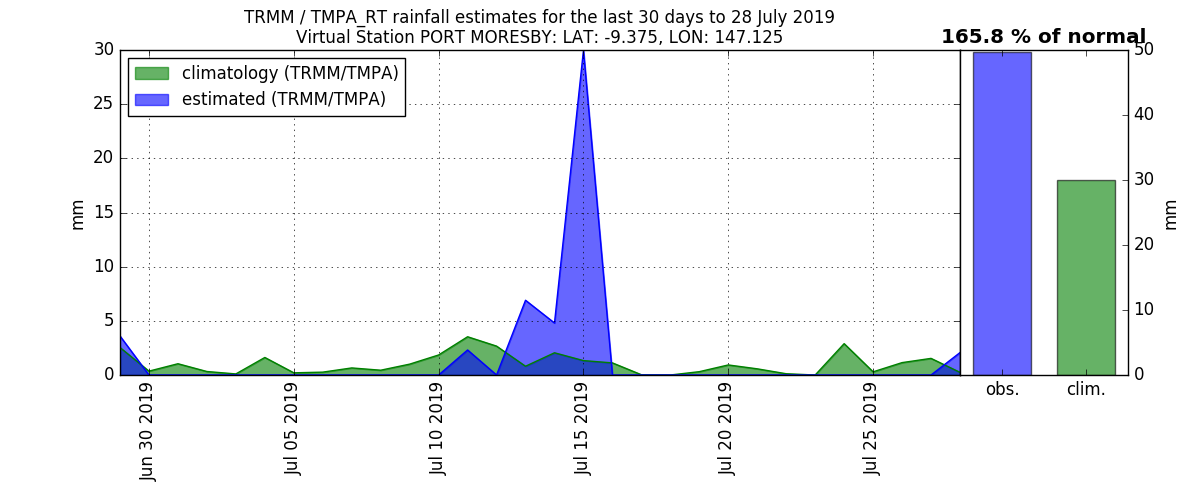 TRMM / TMPA_RT rainfall estimates for the last 30 days to 28 July 2019
Virtual Station PORT MORESBY: LAT: -9.375, LON: 147.125
165.8 % of normal
climatology (TRMM/TMPA)
estimated (TRMM/TMPA)
30
25
20
15
10
5
0
mm
Jun 30 2019
Jul 05 2019
Jul 10 2019
Jul 15 2019
Jul 20 2019
Jul 25 2019
obs.
clim.
50
40
30
20
10
0
mm